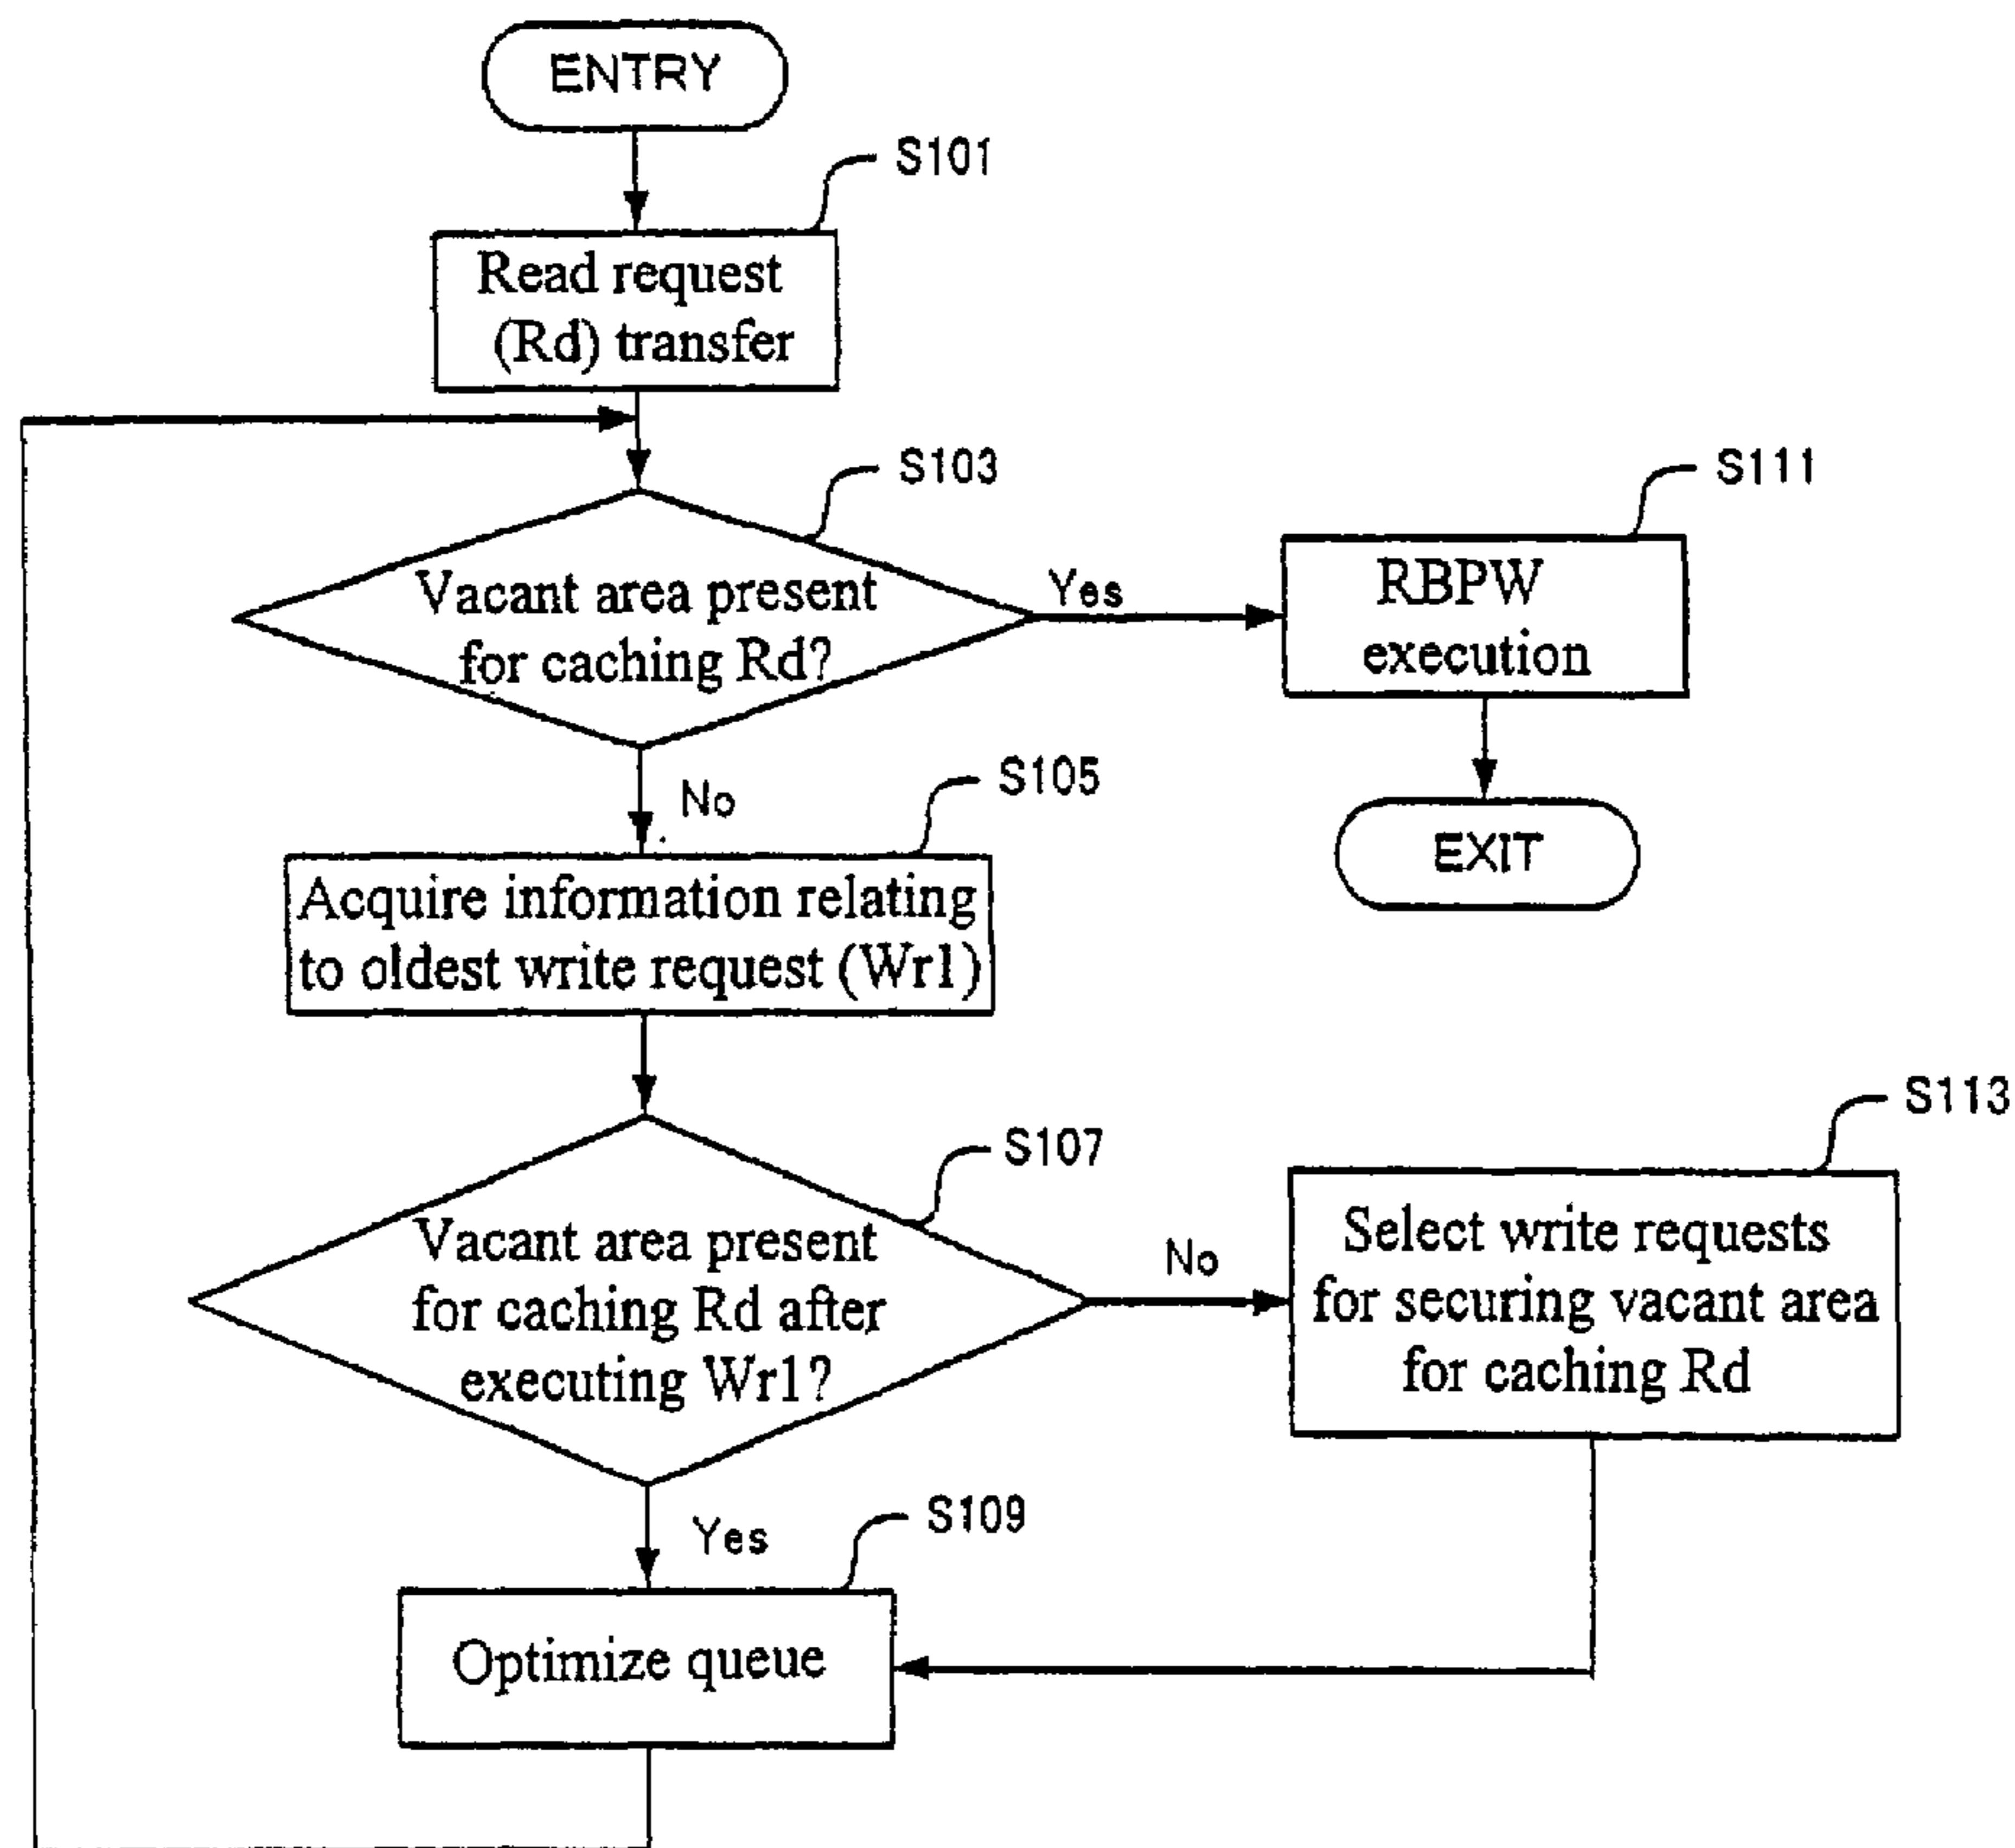 ENTRY
S101
Read request
(Rd) transfer
S103
Vacant area present
for caching Rd?
Yes
S111
RBPW
execution
EXIT
No
S105
Acquire information relating
to oldest write request (Wr1)
S107
Vacant area present
for caching Rd after
executing Wr1?
No
S113
Select write requests
for securing vacant area
for caching Rd
Yes
S109
Optimize queue